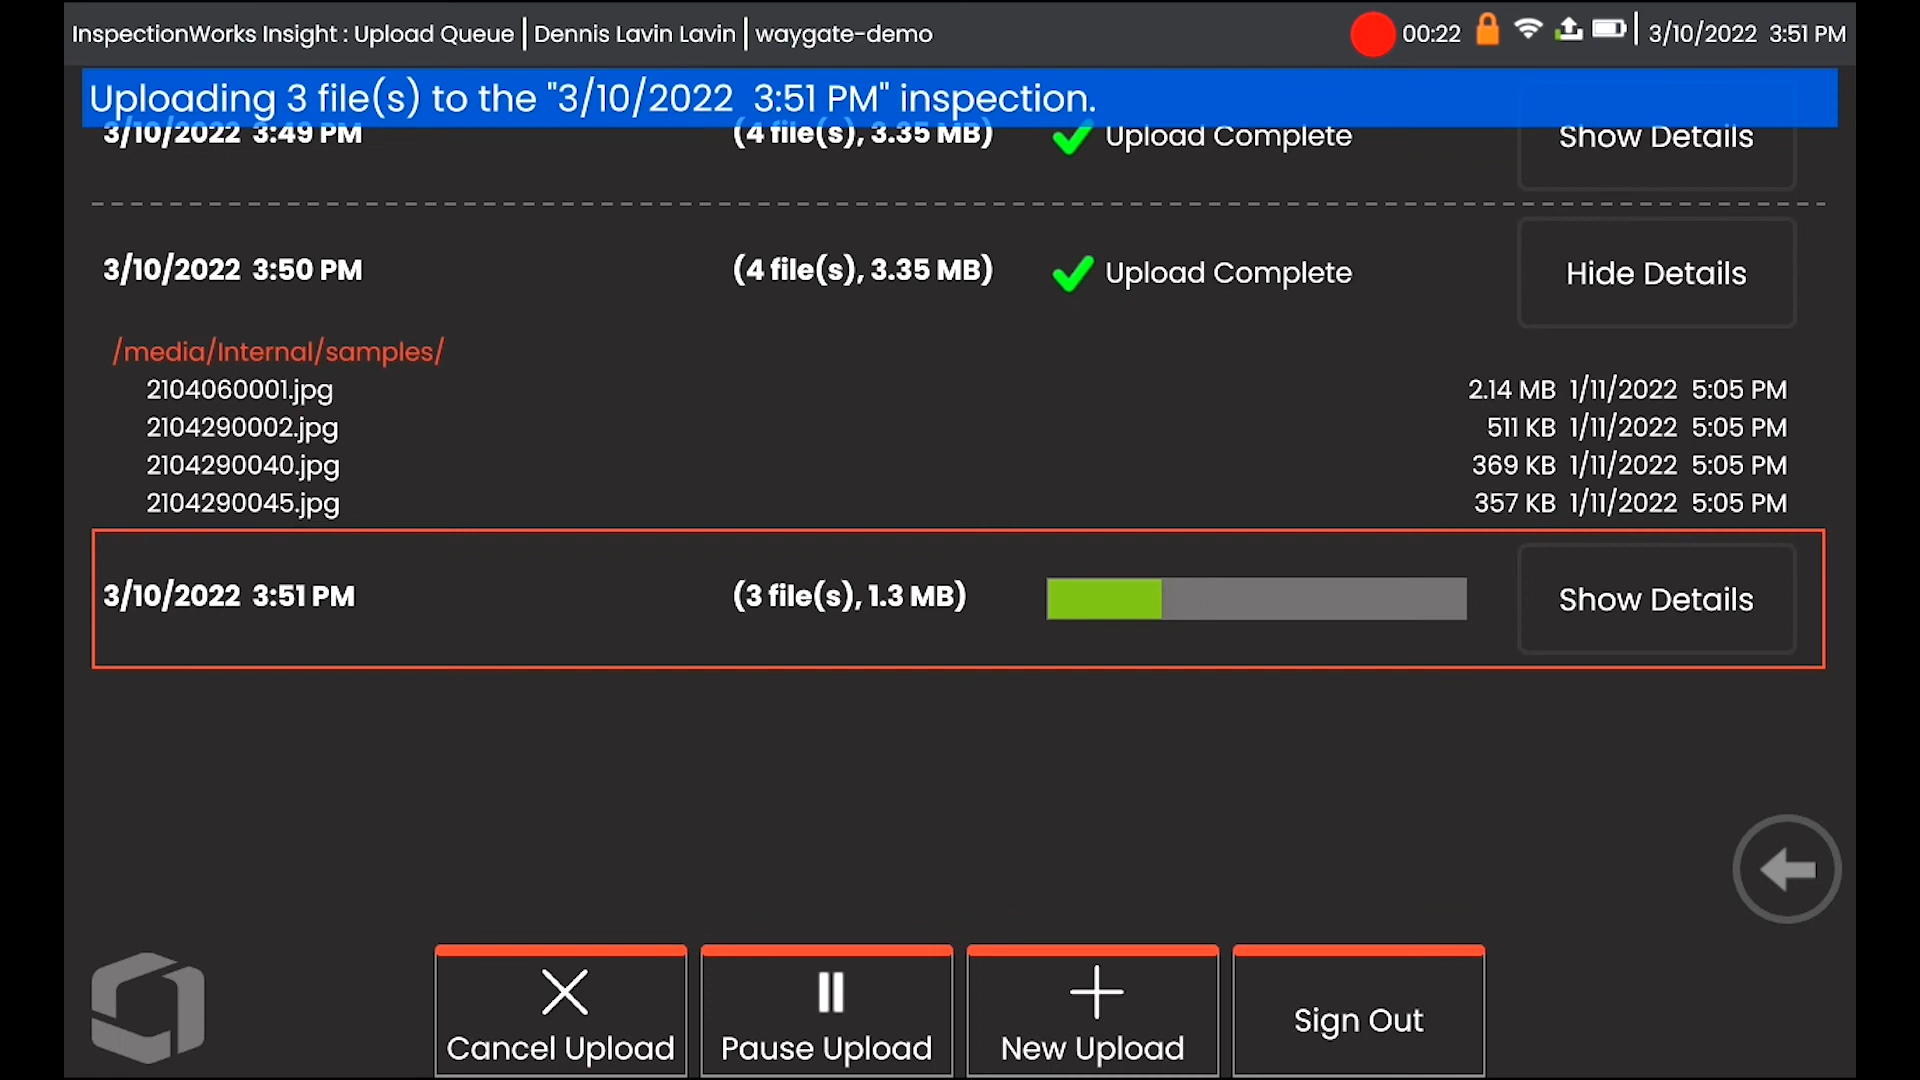 InspectionWorks Insight : Upload Queue | Dennis Lavin Lavin | waygate-demo 00:22 3/10/2022 3:51 PM
Uploading 3 file(s) to the "3/10/2022 3:51 PM" inspection.
3/10/2022 3:49 PM (4 file(s), 3.35 MB) Upload Complete Show Details
3/10/2022 3:50 PM (4 file(s), 3.35 MB) Upload Complete Hide Details
/media/Internal/samples/
2104060001.jpg 2.14 MB 1/11/2022 5:05 PM
2104290002.jpg 511 KB 1/11/2022 5:05 PM
2104290040.jpg 369 KB 1/11/2022 5:05 PM
2104290045.jpg 357 KB 1/11/2022 5:05 PM
3/10/2022 3:51 PM (3 file(s), 1.3 MB) Show Details
Cancel Upload Pause Upload New Upload Sign Out